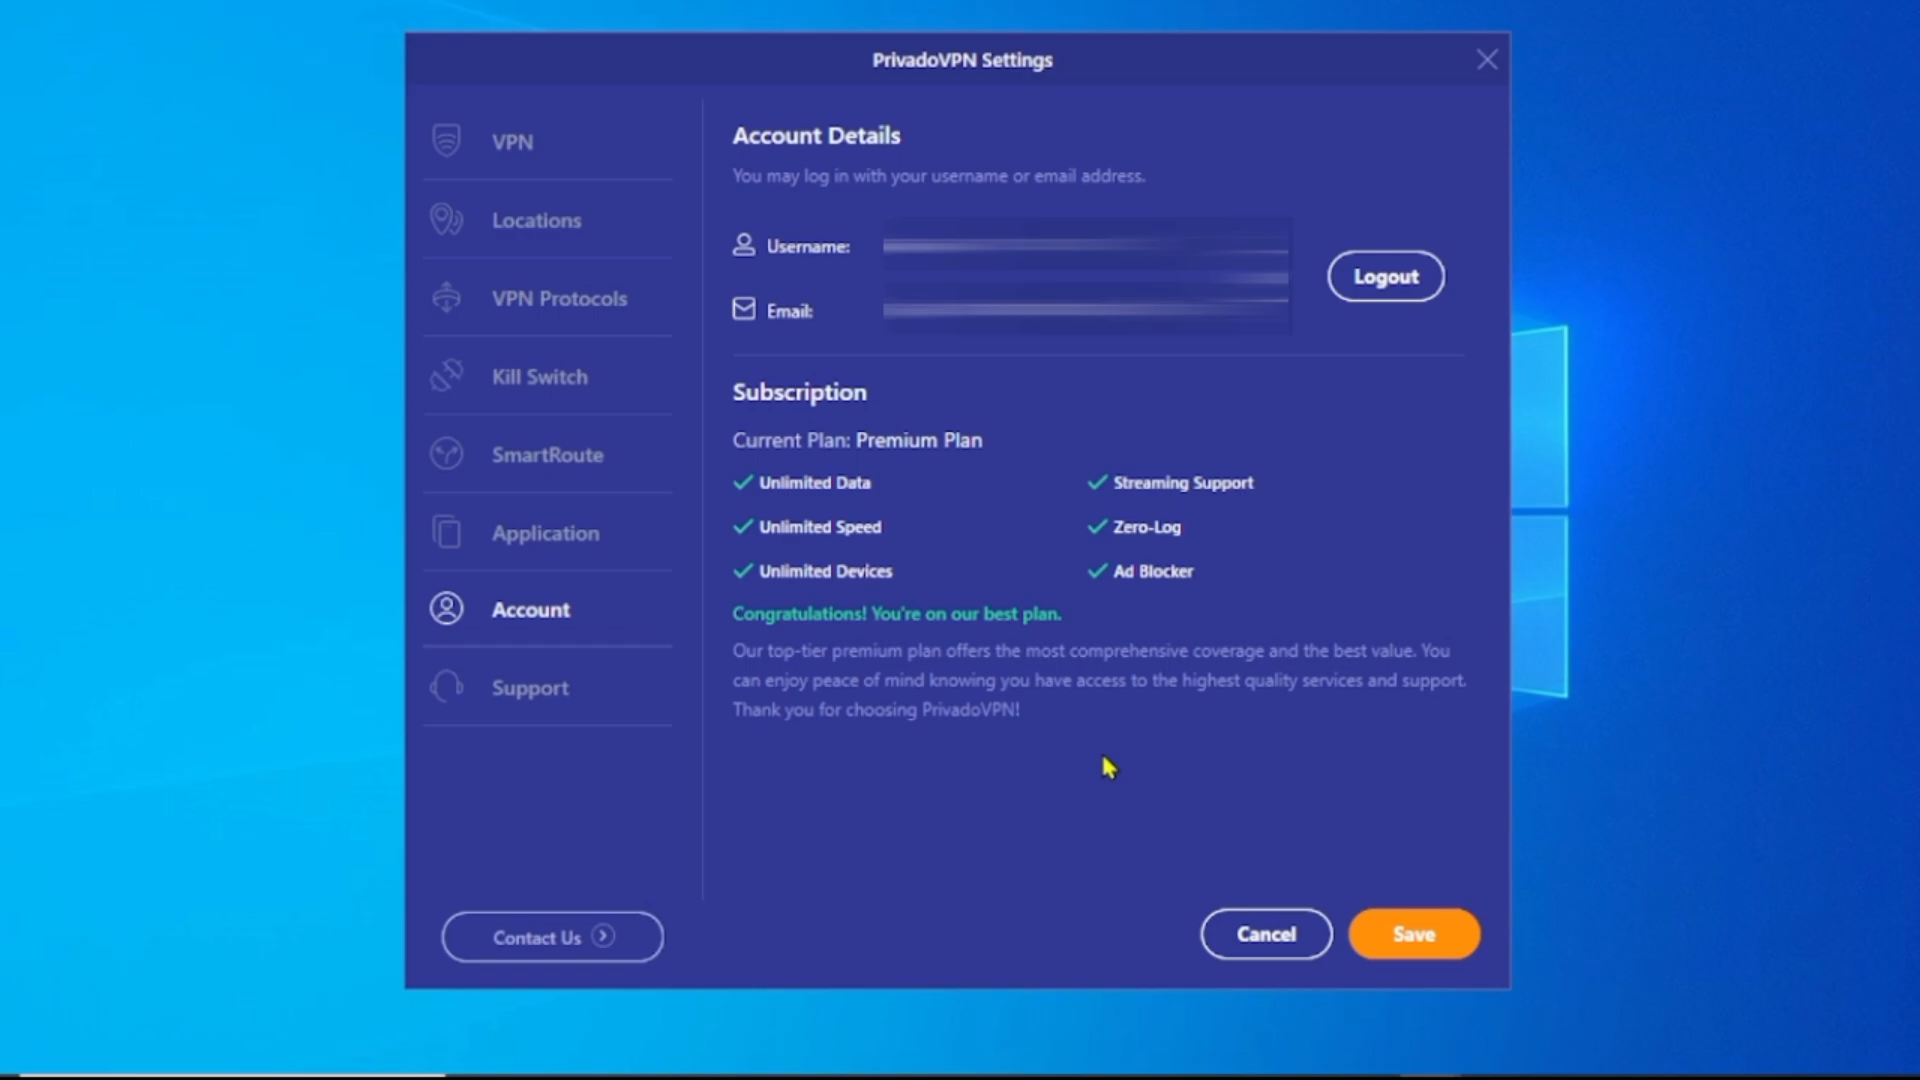 PrivadoVPN Settings
VPN
Locations
VPN Protocols
Kill Switch
SmartRoute
Application
Account
Support
Contact Us
Account Details
You may log in with your username or email address.
Username:
Email:
Logout
Subscription
Current Plan: Premium Plan
Unlimited Data
Streaming Support
Unlimited Speed
Zero-Log
Unlimited Devices
Ad Blocker
Congratulations! You're on our best plan.
Our top-tier premium plan offers the most comprehensive coverage and the best value. You
can enjoy peace of mind knowing you have access to the highest quality services and support.
Thank you for choosing PrivadoVPN!
Cancel
Save